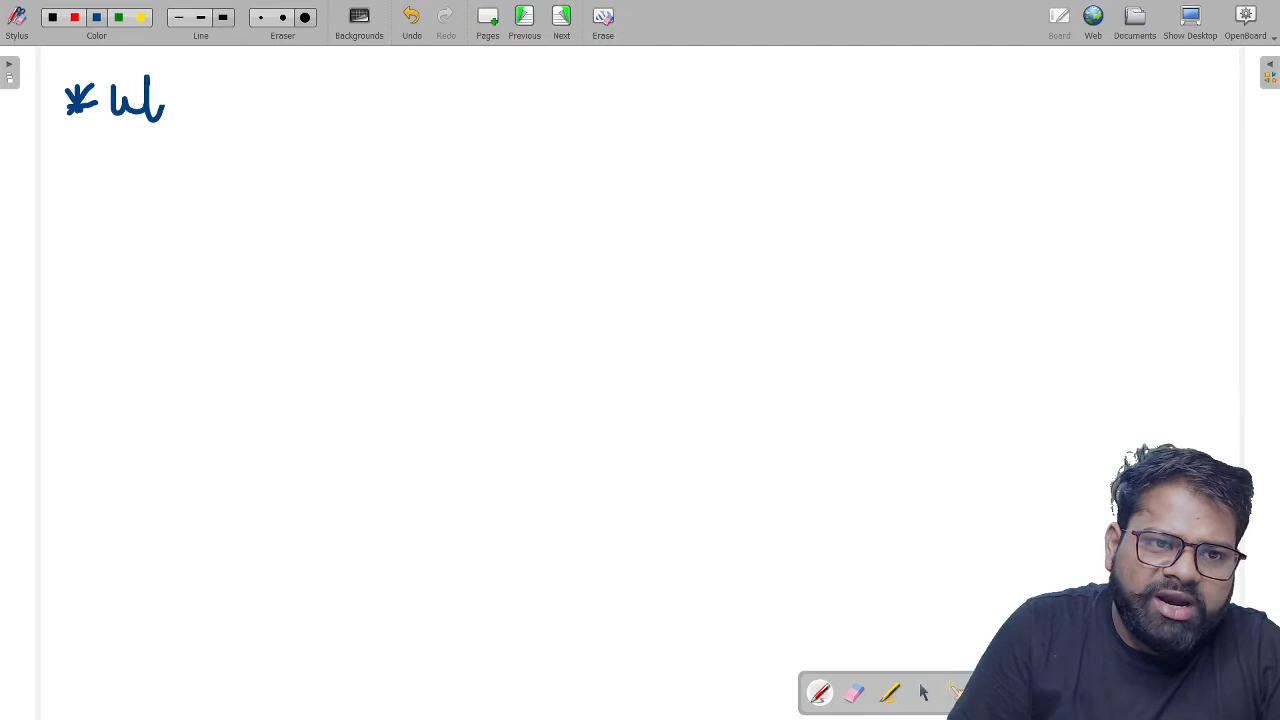 Stylus
Color
Line
Eraser
Backgrounds
Undo
Redo
Pages
Previous
Next
Erase
Board
Web
Documents
Show Desktop
OpenBoard